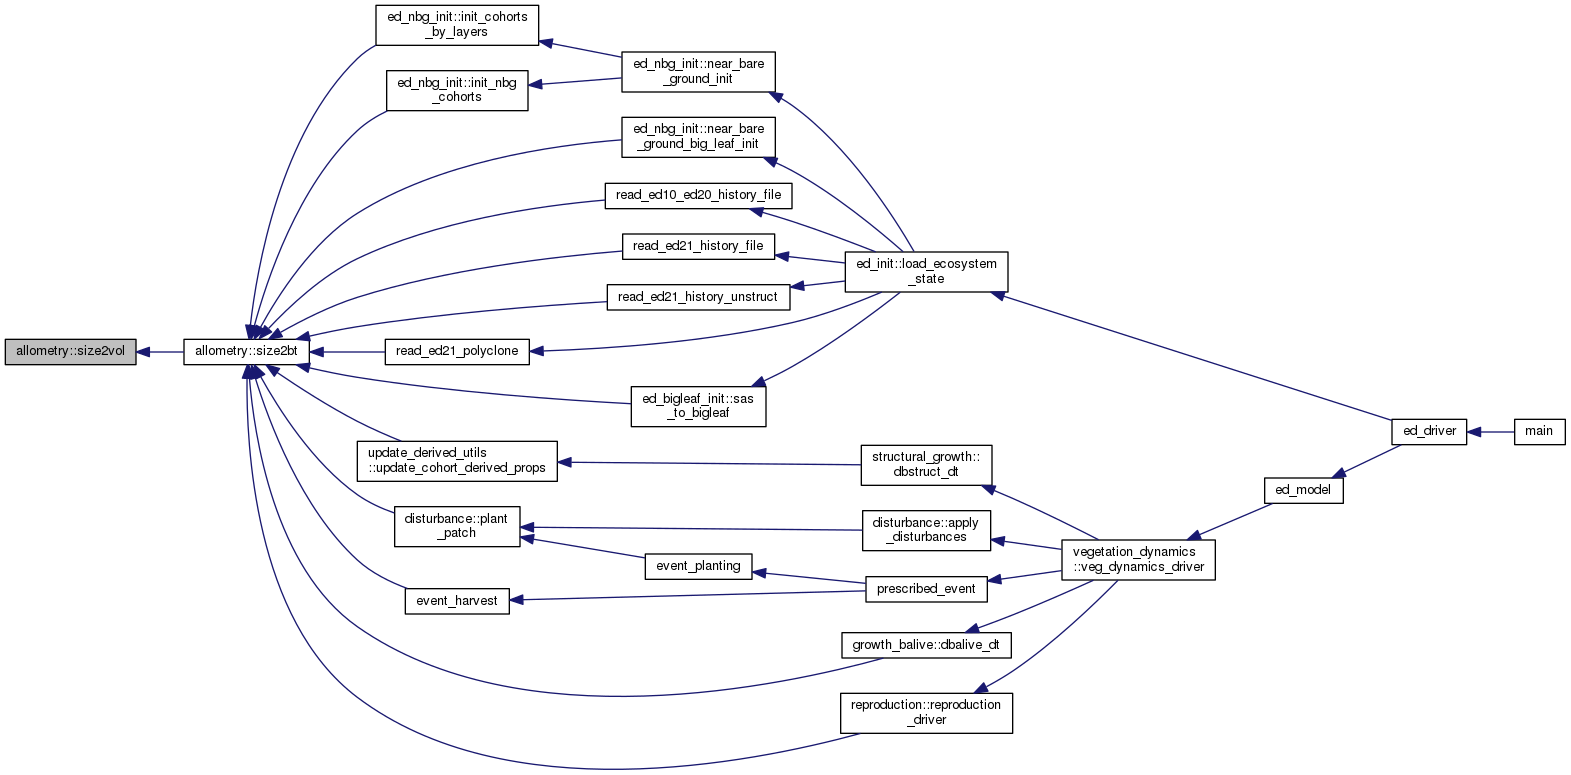 ed_nbg_init::init_cohorts
_by_layers
ed_nbg_init::near_bare
_ground_init
ed_nbg_init::init_nbg
_cohorts
ed_nbg_init::near_bare
_ground_big_leaf_init
read_ed10_ed20_history_file
read_ed21_history_file
ed_init::load_ecosystem
_state
read_ed21_history_unstruct
allometry::size2vol
allometry::size2bt
read_ed21_polyclone
ed_bigleaf_init::sas
_to_bigleaf
ed_driver
main
update_derived_utils
::update_cohort_derived_props
structural_growth::
dbstruct_dt
ed_model
disturbance::plant
_patch
disturbance::apply
_disturbances
vegetation_dynamics
::veg_dynamics_driver
event_planting
prescribed_event
event_harvest
growth_balive::dbalive_dt
reproduction::reproduction
_driver